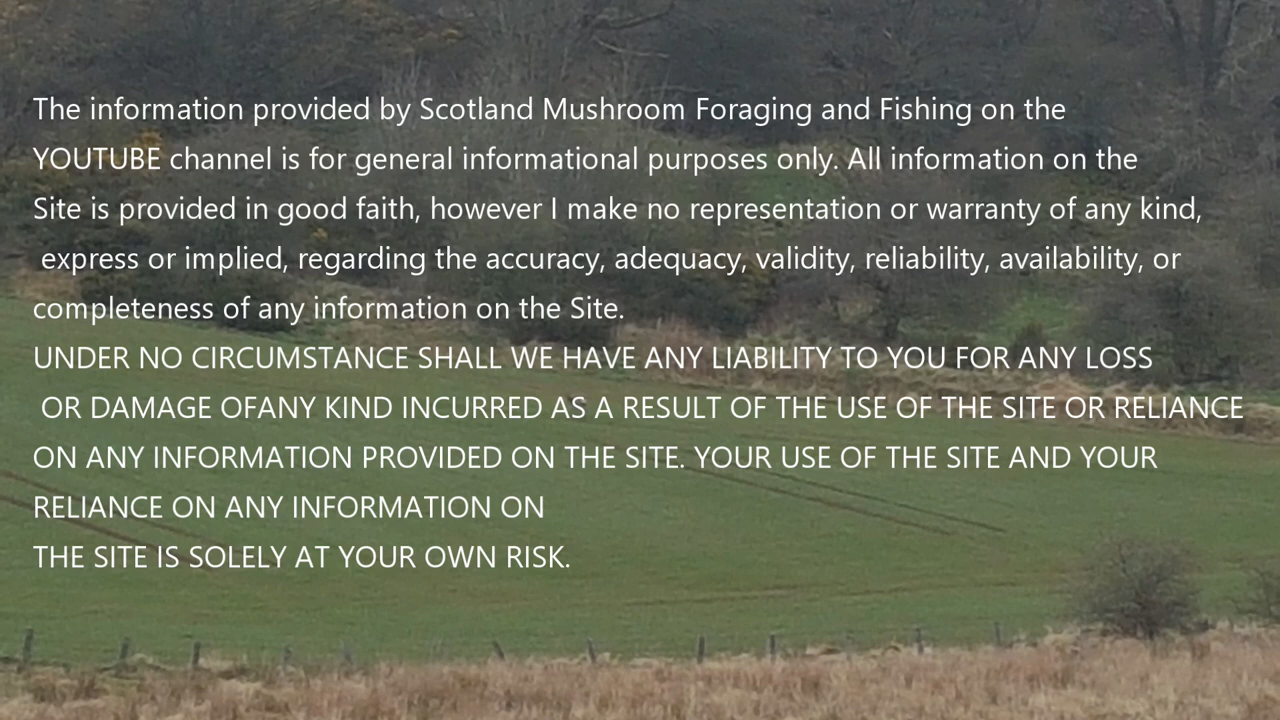 The information provided by Scotland Mushroom Foraging and Fishing on the
YOUTUBE channel is for general informational purposes only. All information on the
Site is provided in good faith, however I make no representation or warranty of any kind,
express or implied, regarding the accuracy, adequacy, validity, reliability, availability, or
completeness of any information on the Site.
UNDER NO CIRCUMSTANCE SHALL WE HAVE ANY LIABILITY TO YOU FOR ANY LOSS
OR DAMAGE OFANY KIND INCURRED AS A RESULT OF THE USE OF THE SITE OR RELIANCE
ON ANY INFORMATION PROVIDED ON THE SITE. YOUR USE OF THE SITE AND YOUR
RELIANCE ON ANY INFORMATION ON
THE SITE IS SOLELY AT YOUR OWN RISK.